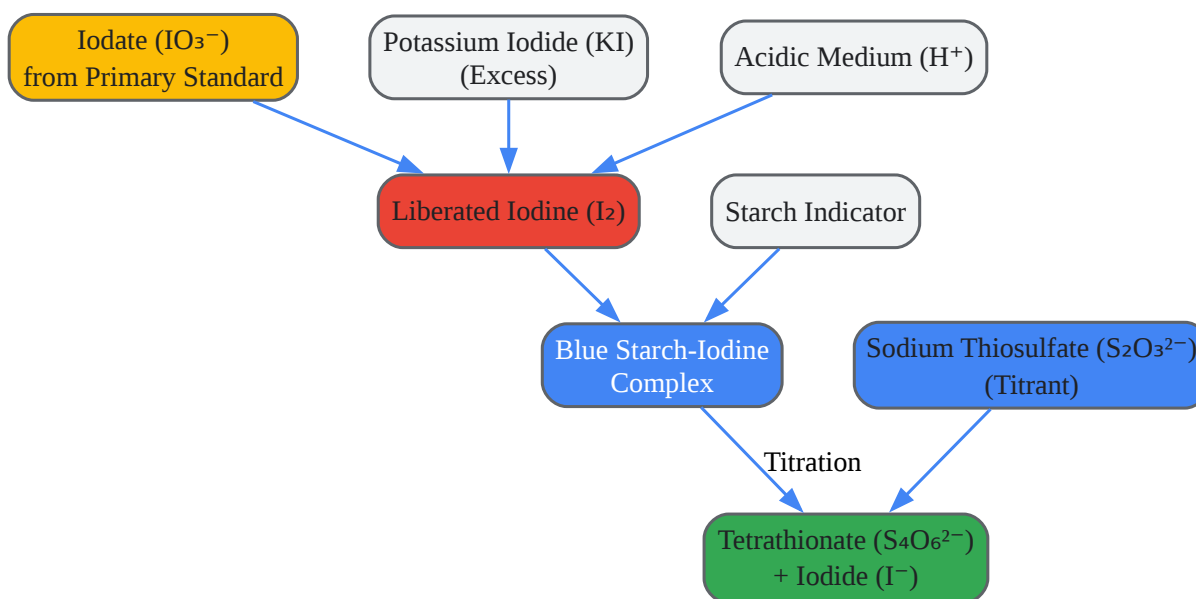 Iodate (IO₃⁻)
from Primary Standard
Potassium Iodide (KI)
(Excess)
Acidic Medium (H⁺)
Liberated Iodine (I₂)
Starch Indicator
Blue Starch-Iodine
Complex
Sodium Thiosulfate (S₂O₃²⁻)
(Titrant)
Titration
Tetrathionate (S₄O₆²⁻)
+ Iodide (I⁻)